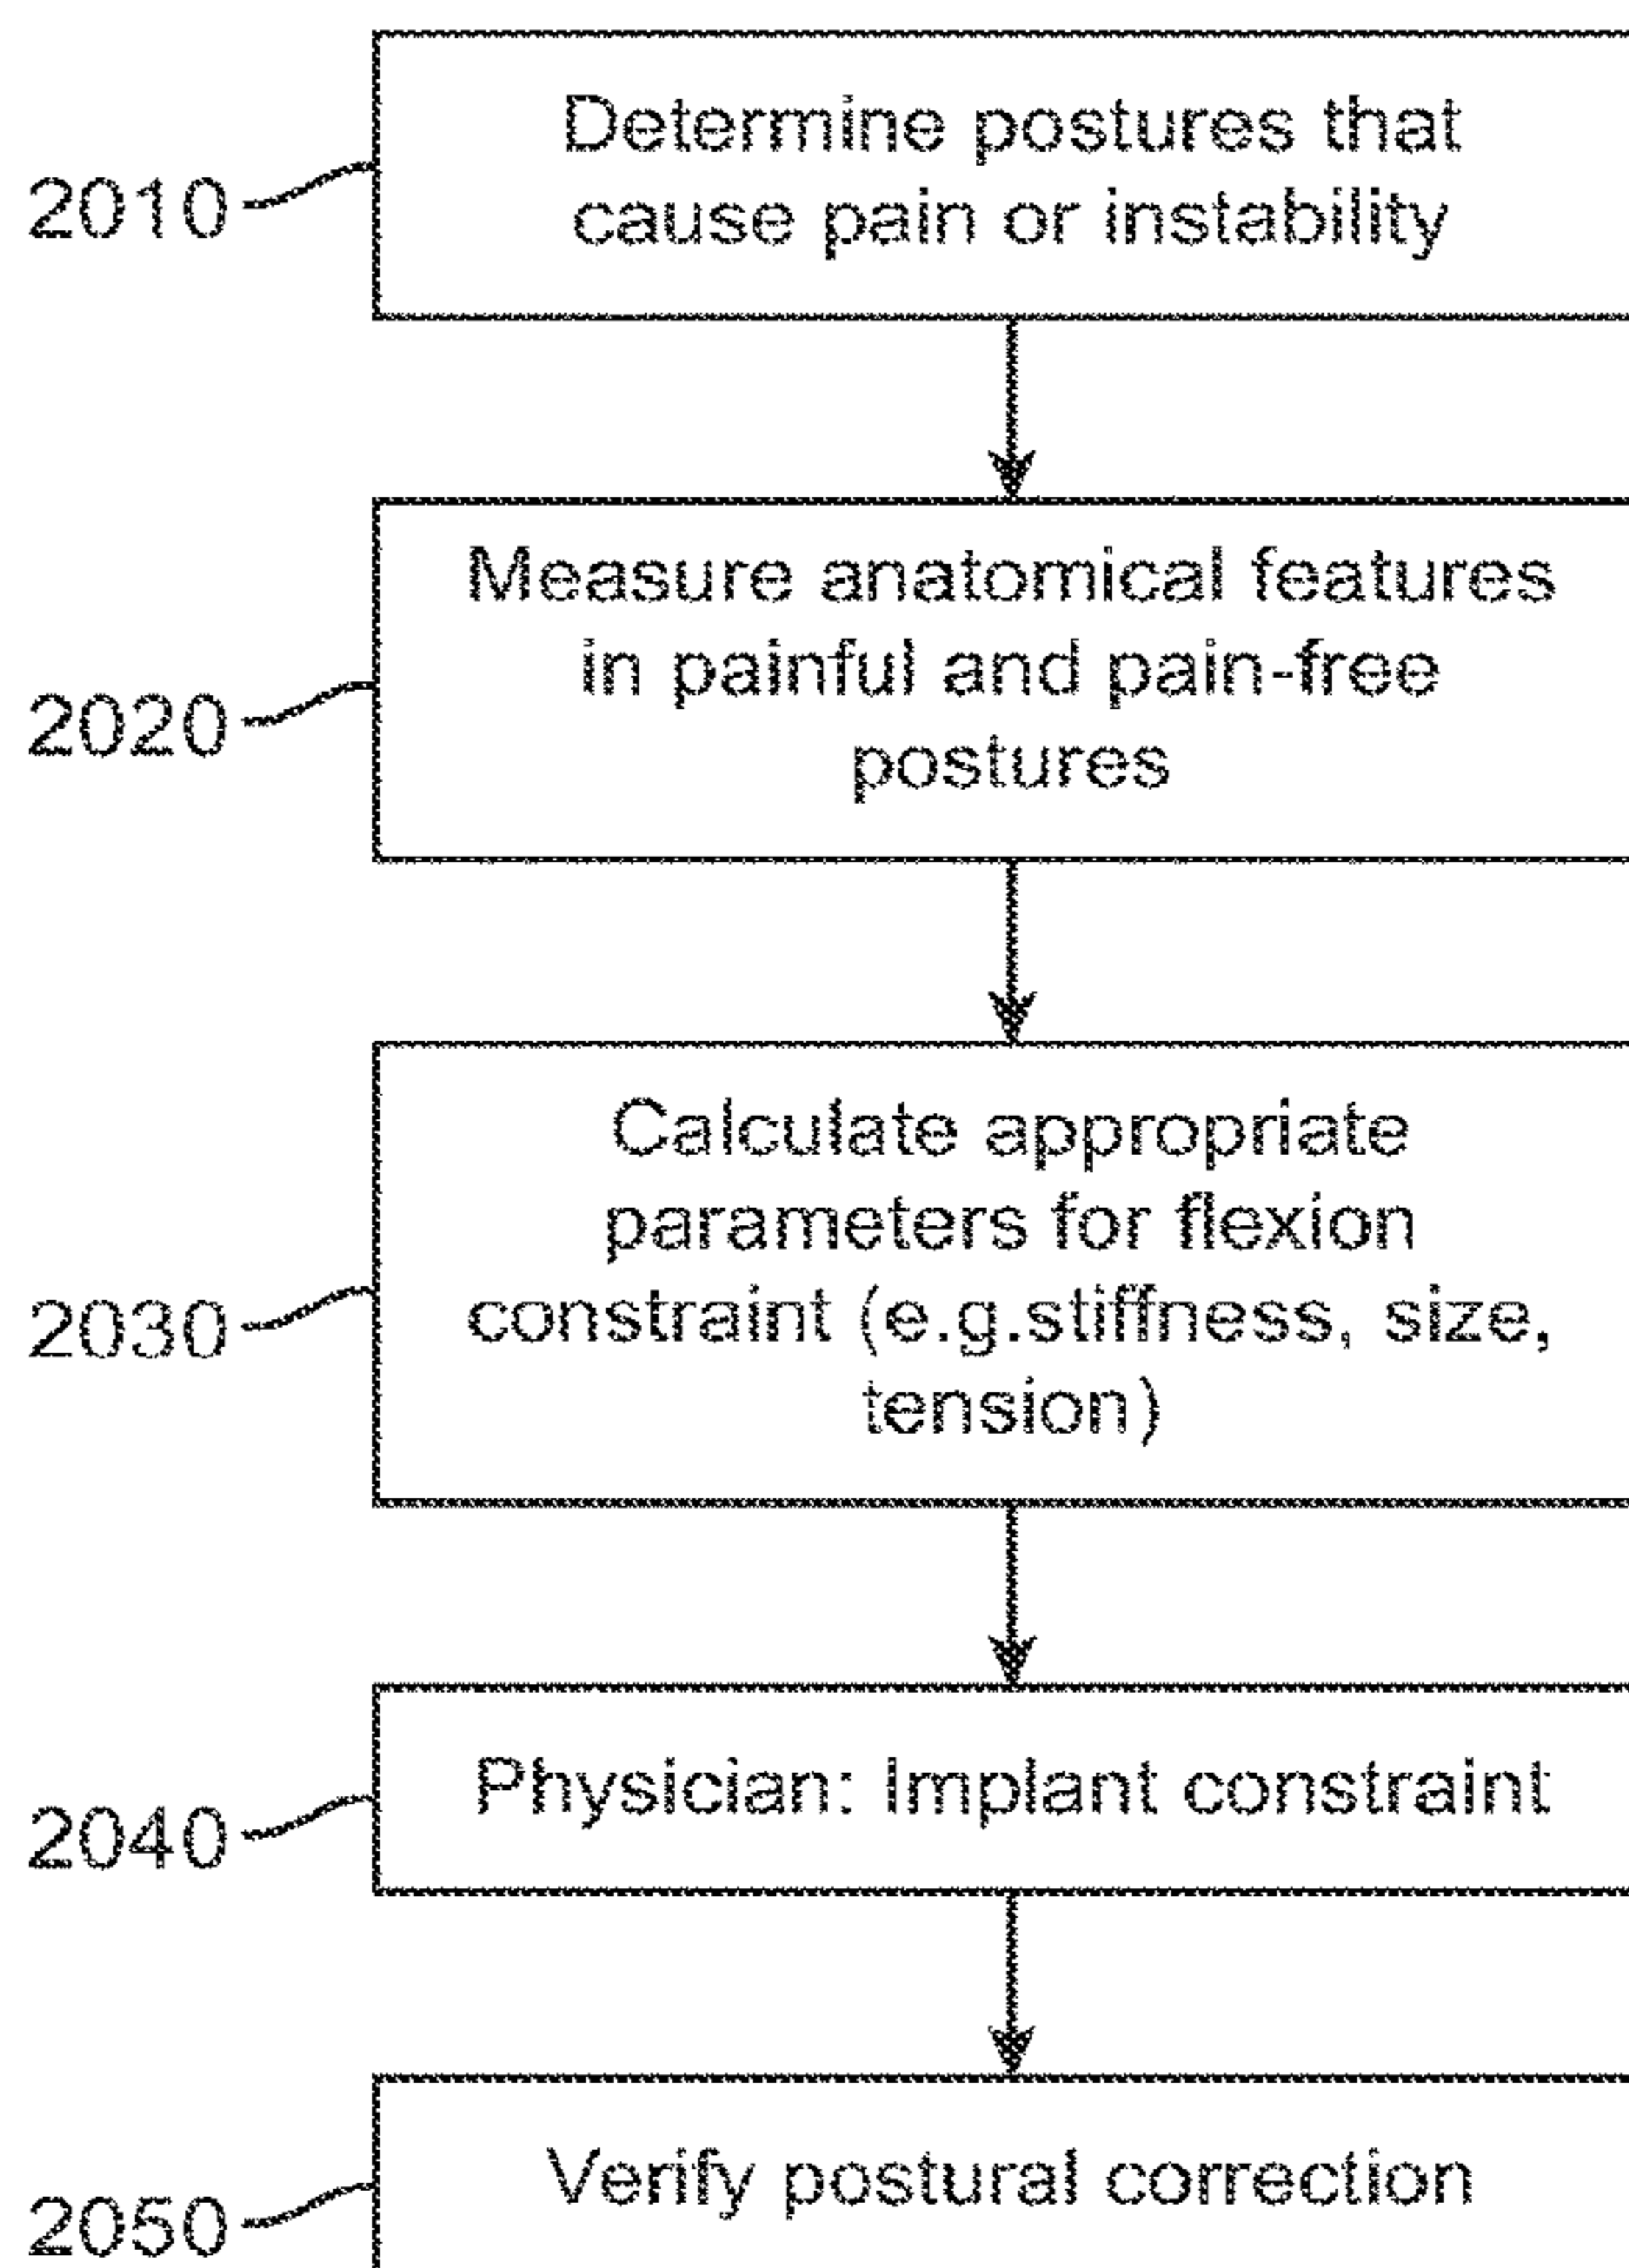 Determine postures that
2010
cause pain or instability
Measure anatomical features
in painful and pain-free
2020
postures
Calculate appropriate
parameters for flexion
2030
constraint (e.g.stiffness, size,
tension)
Physician: Implant constraint
2040
Verify postural correction
2050